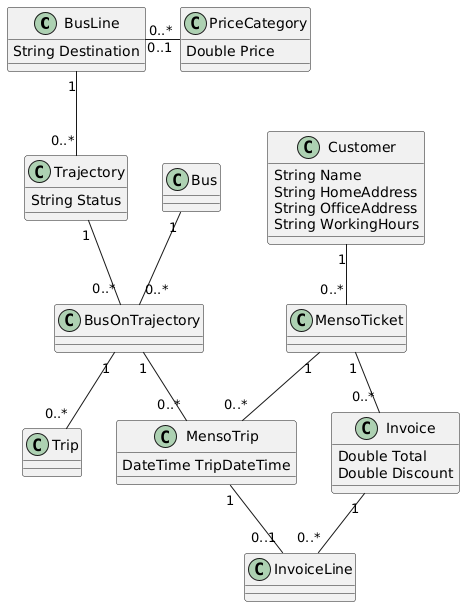 C BusLine
String Destination
0..*
0..1
C PriceCategory
Double Price
1
0..*
C Trajectory
String Status
C Bus
C Customer
String Name
String HomeAddress
String OfficeAddress
String WorkingHours
1
1
1
0..*
0..*
0..*
C BusOnTrajectory
C MensoTicket
1
1
1
1
0..*
0..*
0..*
0..*
C Trip
C MensoTrip
DateTime TripDateTime
C Invoice
Double Total
Double Discount
1
1
0..1
0..*
C InvoiceLine